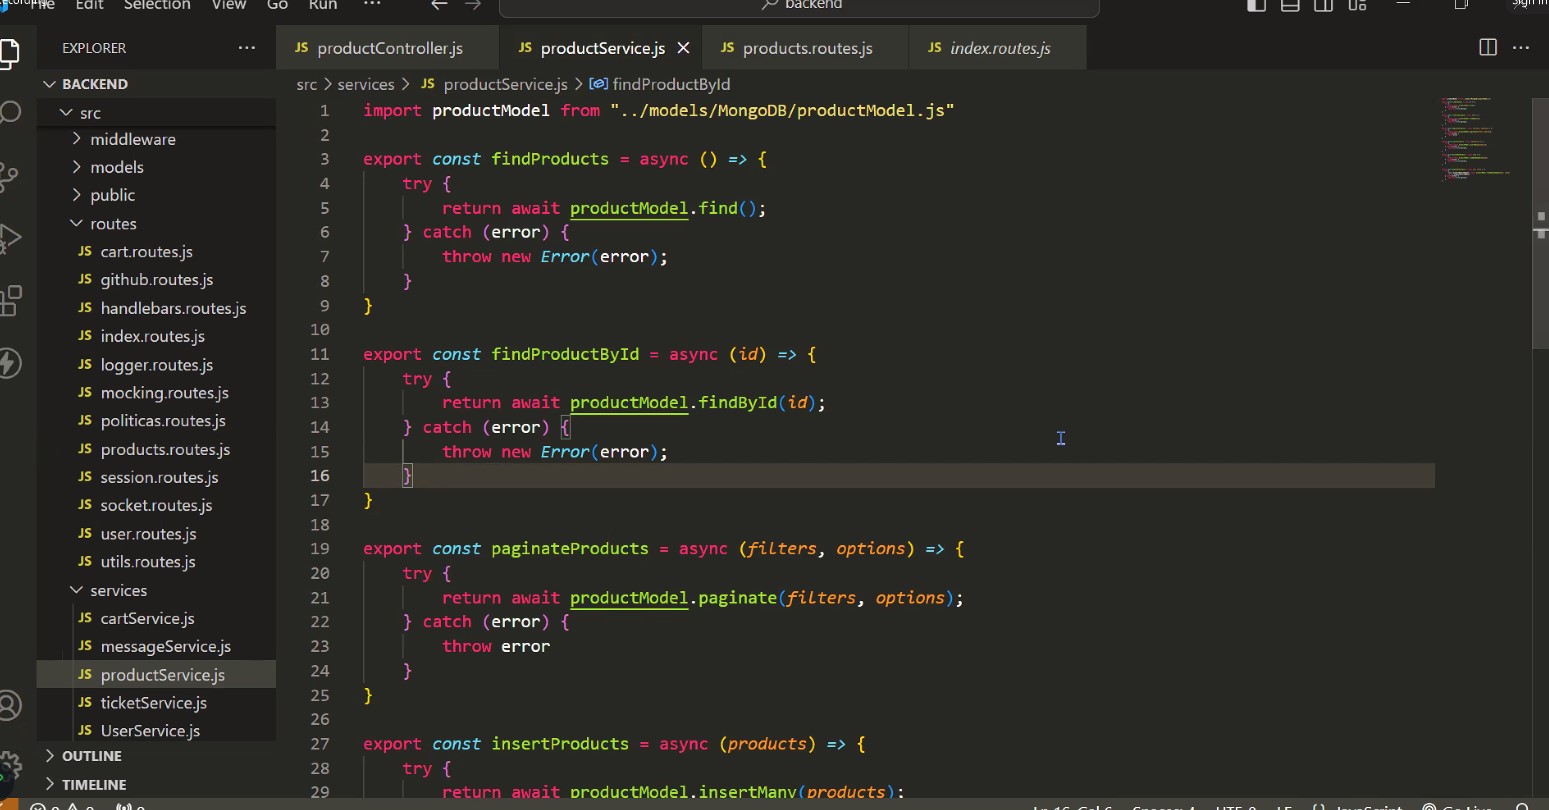 Edit Selection View Go Run ··· backend
EXPLORER ···
BACKEND
src
middleware
models
public
routes
JS cart.routes.js
JS github.routes.js
JS handlebars.routes.js
JS index.routes.js
JS logger.routes.js
JS mocking.routes.js
JS politicas.routes.js
JS products.routes.js
JS session.routes.js
JS socket.routes.js
JS user.routes.js
JS utils.routes.js
services
JS cartService.js
JS messageService.js
JS productService.js
JS ticketService.js
JS UserService.js
OUTLINE
TIMELINE
JS productController.js JS productService.js JS products.routes.js JS index.routes.js
src > services > JS productService.js > findProductById
1 import productModel from "../models/MongoDB/productModel.js"
2
3 export const findProducts = async () => {
4 try {
5 return await productModel.find();
6 } catch (error) {
7 throw new Error(error);
8 }
9 }
10
11 export const findProductById = async (id) => {
12 try {
13 return await productModel.findById(id);
14 } catch (error) {
15 throw new Error(error);
16 }
17 }
18
19 export const paginateProducts = async (filters, options) => {
20 try {
21 return await productModel.paginate(filters, options);
22 } catch (error) {
23 throw error
24 }
25 }
26
27 export const insertProducts = async (products) => {
28 try {
29 return await productModel.insertMany(products);